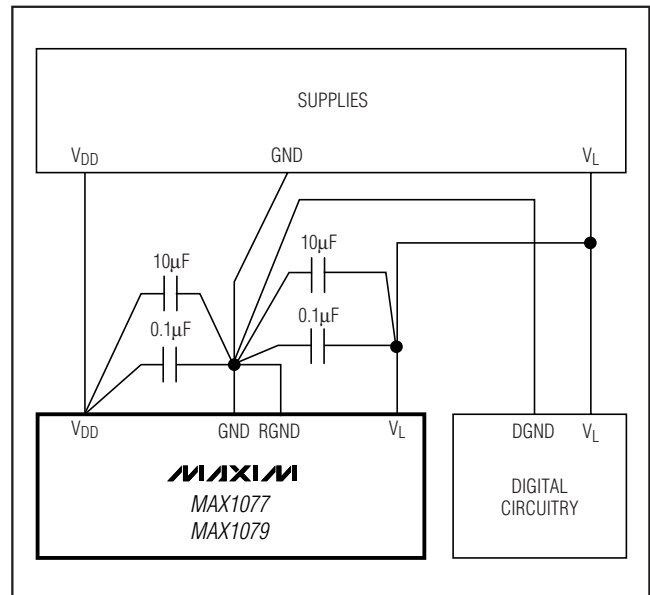 SUPPLIES
VDD GND VL
10μF
10μF
0.1μF
0.1μF
VDD GND RGND VL
DGND VL
MAXIM
MAX1077
MAX1079
DIGITAL
CIRCUITRY